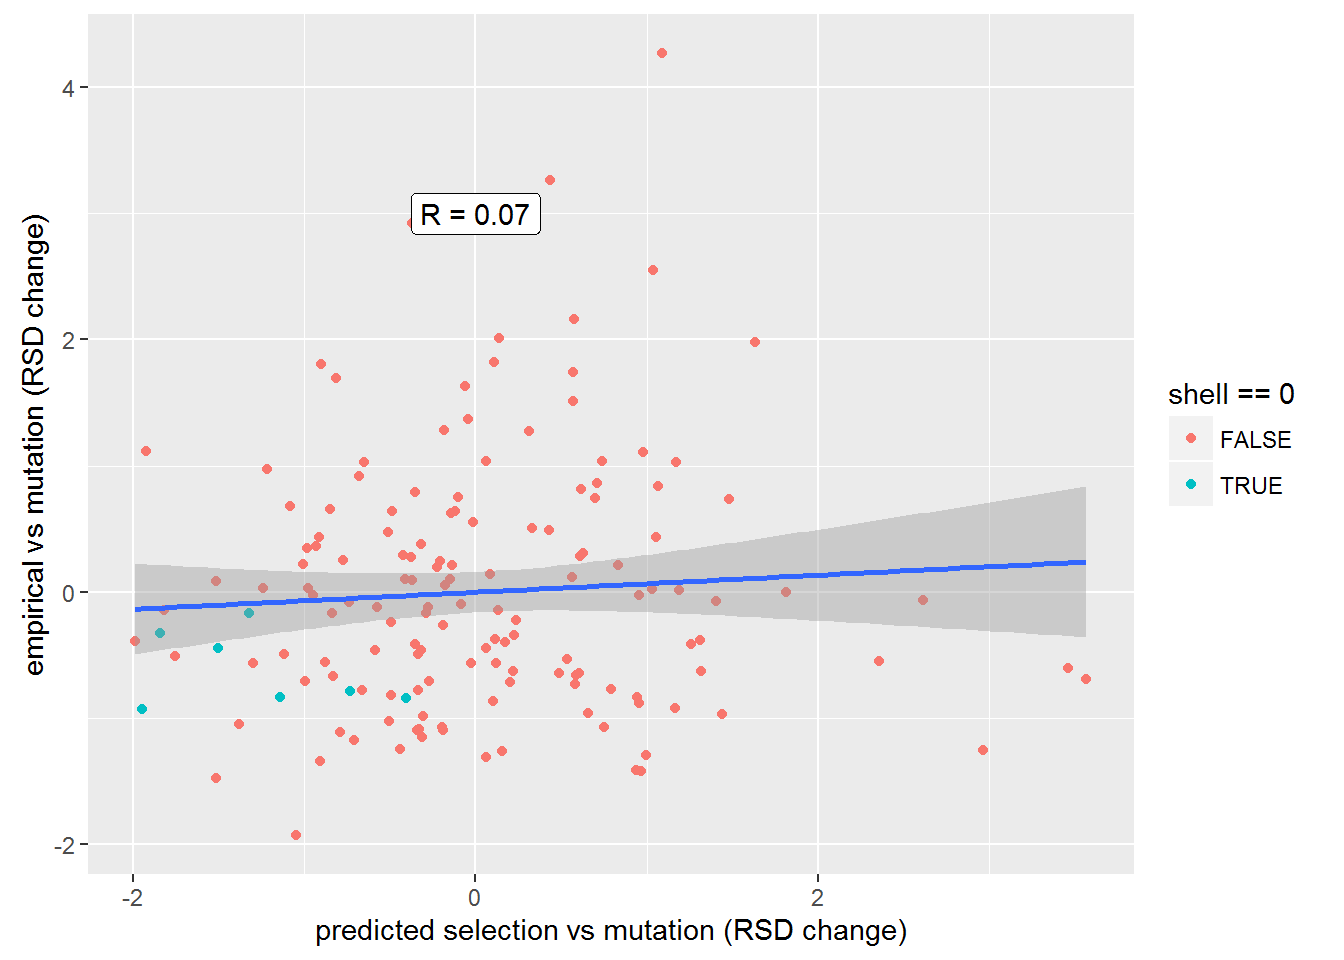 4
R = 0.07
2
0
-2
-2
0
2
empirical vs mutation (RSD change)
predicted selection vs mutation (RSD change)
shell == 0
FALSE
TRUE